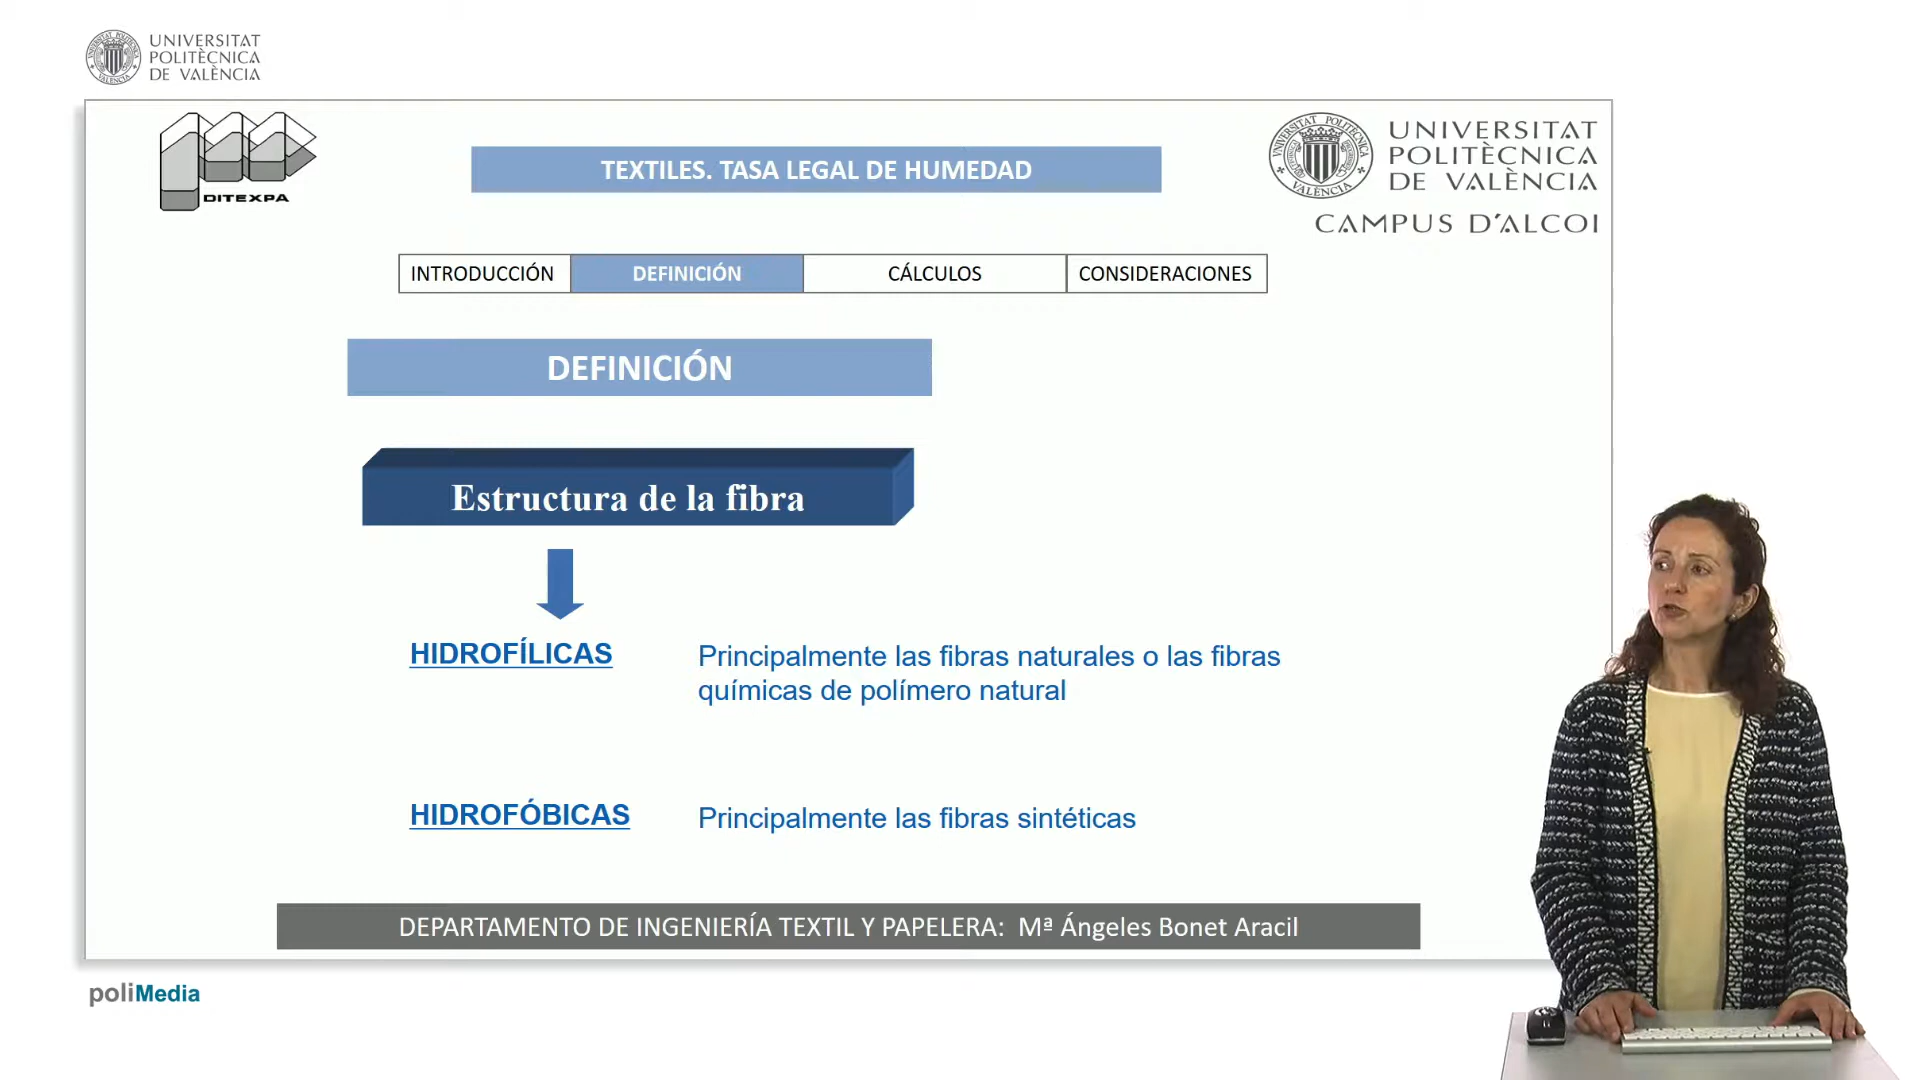 UNIVERSITAT
POLITÈCNICA
DE VALÈNCIA
DITEXPA
TEXTILES. TASA LEGAL DE HUMEDAD
UNIVERSITAT
POLITÈCNICA
DE VALÈNCIA
CAMPUS D'ALCOI
INTRODUCCIÓN
DEFINICIÓN
CÁLCULOS
CONSIDERACIONES
DEFINICIÓN
Estructura de la fibra
HIDROFÍLICAS
Principalmente las fibras naturales o las fibras
químicas de polímero natural
HIDROFÓBICAS
Principalmente las fibras sintéticas
DEPARTAMENTO DE INGENIERÍA TEXTIL Y PAPELERA: Mª Ángeles Bonet Aracil
poliMedia